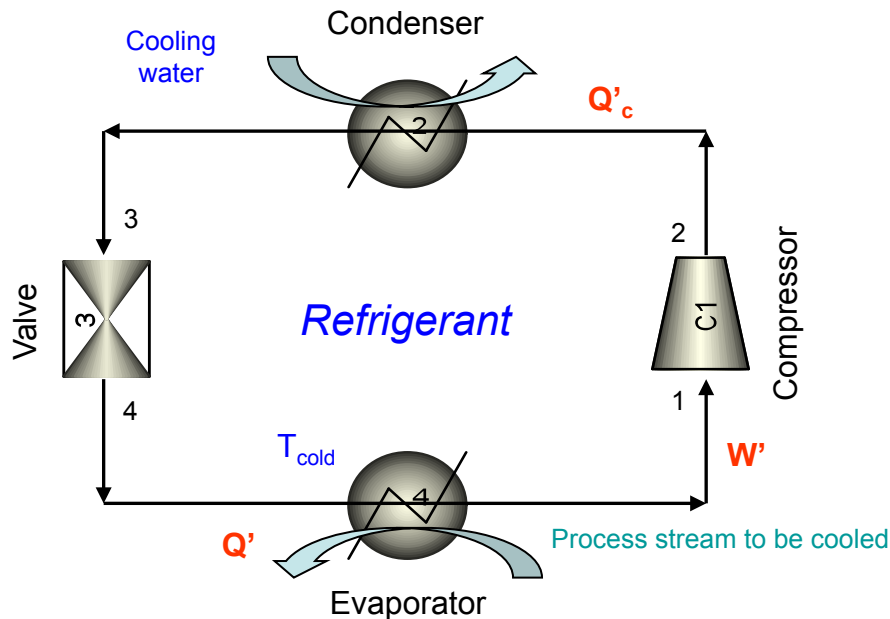 Condenser
Cooling
water
Q'c
2
3
2
Valve
3
Refrigerant
C1
Compressor
4
1
Tcold
W'
4
Q'
Process stream to be cooled
Evaporator